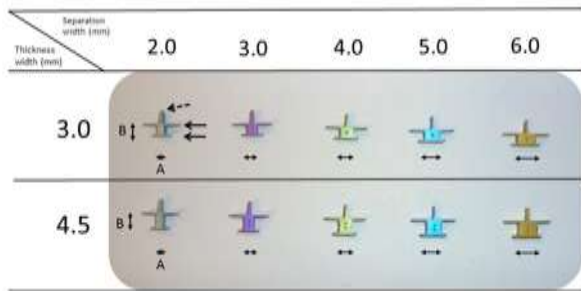 Separation
width (mm)
Thickness
width (mm)
2.0 3.0 4.0 5.0 6.0
3.0
B
A
4.5
B
A